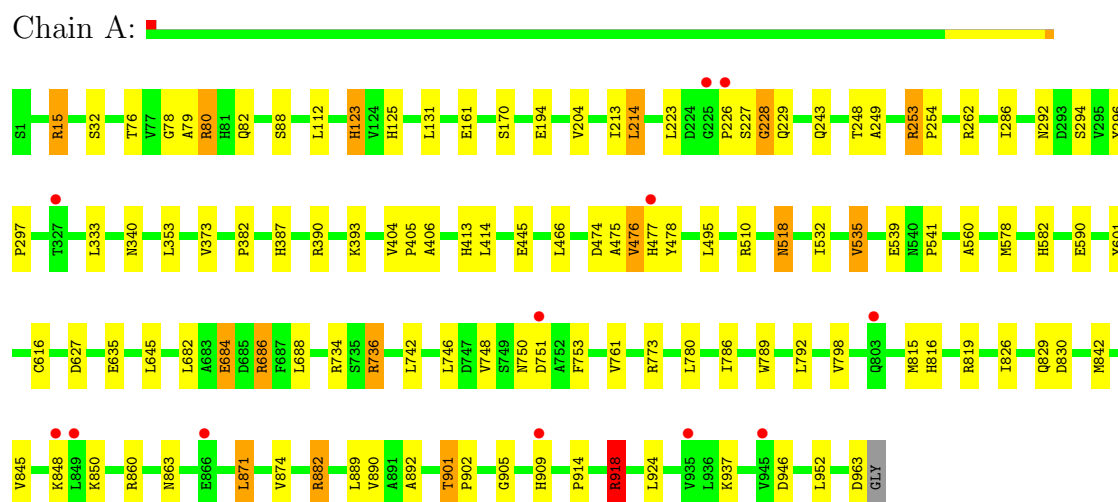 Chain A:
S1 R15 S32 T76 V77 G78 A79 R80 H81 Q82 S88 L112 H123 V124 H125 L131 E161 S170 E194 V204 I213 L214 L223 D224 G225 P226 S227 G228 Q229 Q243 T248 A249 R253 P254 R262 I286 N292 D293 S294 V295
P297 T327 L333 N340 L353 V373 P382 H387 R390 K393 V404 P405 A406 H413 L414 E445 L466 D474 A475 V476 H477 Y478 L495 R510 N518 I532 V535 E539 N540 P541 A560 M578 H582 E590
C616 D627 E635 L645 L682 A683 E684 D685 R686 F687 L688 R734 S735 R736 L742 L746 D747 V748 S749 N750 D751 A752 F753 V761 R773 L780 I786 W789 L792 V798 Q803 M815 H816 R819 I826 Q829 D830 M842
V845 K848 L849 K850 R860 N863 E866 L871 V874 R882 L889 V890 A891 A892 T901 P902 G905 H909 P914 R918 L924 V935 L936 K937 V945 D946 L952 D963 GLY